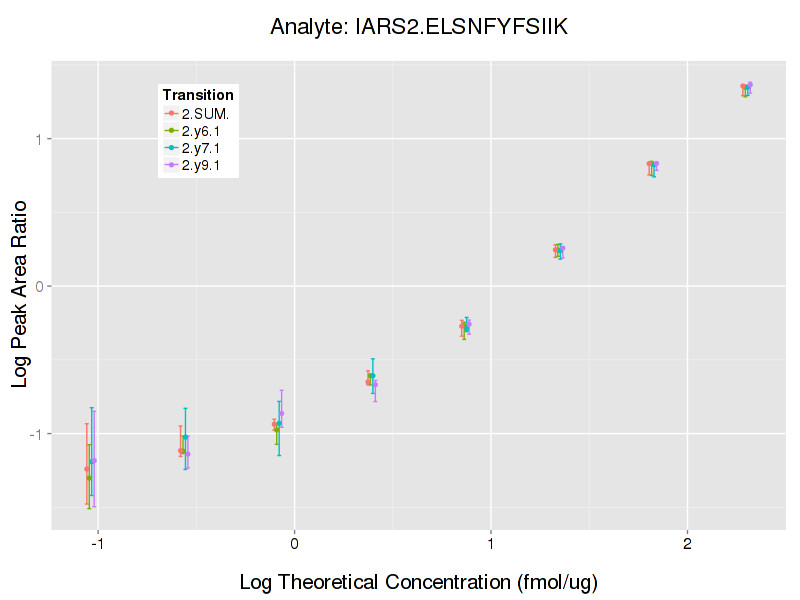 Analyte: IARS2.ELSNFYFSIIK
Transition
2.SUM.
2.y6.1
2.y7.1
2.y9.1
1
0
-1
Log Peak Area Ratio
-1
0
1
2
Log Theoretical Concentration (fmol/ug)